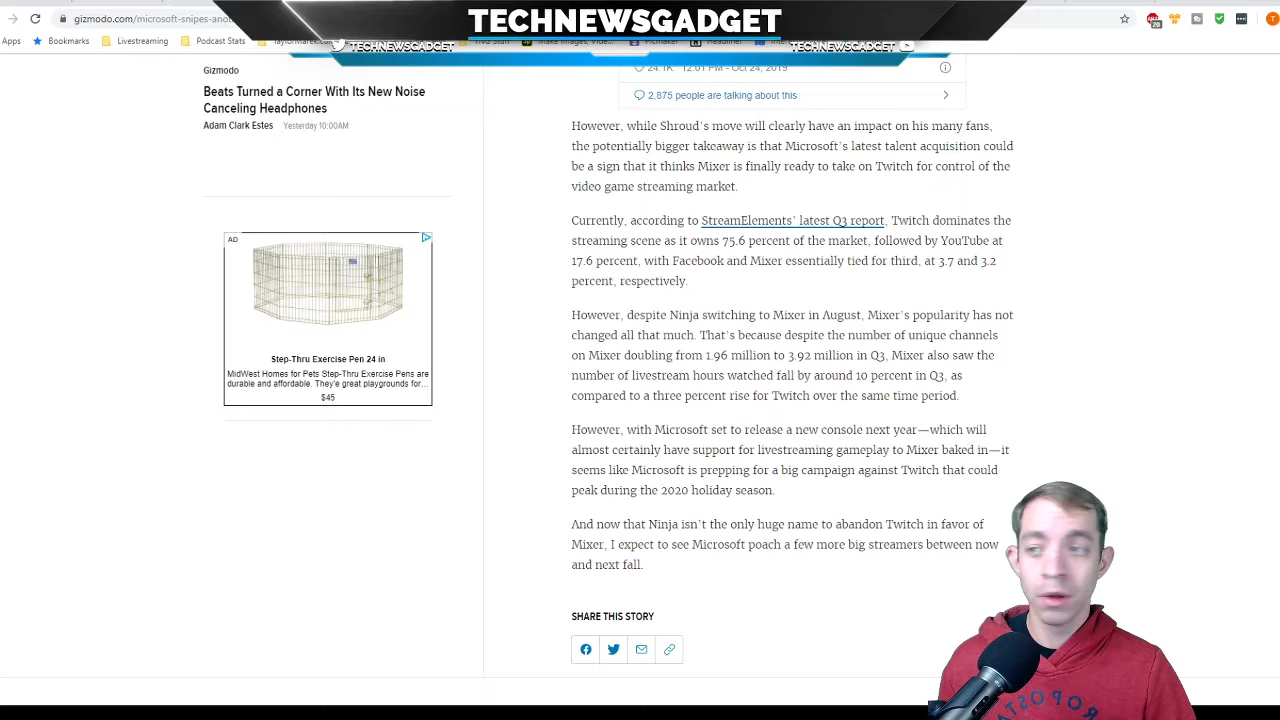 TECHNEWSGADGET
gizmodo.com/microsoft-snipes-ano
20
T
Apps
Bookmarks
Livestreaming
Podcast Stats
TECHNEWSGADGET
TECHNEWSGADGET
Gizmodo
Beats Turned a Corner With Its New Noise
Canceling Headphones
Adam Clark Estes Yesterday 10:00AM
AD
Step-Thru Exercise Pen 24 in
MidWest Homes for Pets Step-Thru Exercise Pens are
durable and affordable. They're great playgrounds for...
$45
24.1K 12:01 PM - Oct 24, 2019
2,875 people are talking about this
However, while Shroud's move will clearly have an impact on his many fans,
the potentially bigger takeaway is that Microsoft's latest talent acquisition could
be a sign that it thinks Mixer is finally ready to take on Twitch for control of the
video game streaming market.
Currently, according to StreamElements' latest Q3 report, Twitch dominates the
streaming scene as it owns 75.6 percent of the market, followed by YouTube at
17.6 percent, with Facebook and Mixer essentially tied for third, at 3.7 and 3.2
percent, respectively.
However, despite Ninja switching to Mixer in August, Mixer's popularity has not
changed all that much. That's because despite the number of unique channels
on Mixer doubling from 1.96 million to 3.92 million in Q3, Mixer also saw the
number of livestream hours watched fall by around 10 percent in Q3, as
compared to a three percent rise for Twitch over the same time period.
However, with Microsoft set to release a new console next year—which will
almost certainly have support for livestreaming gameplay to Mixer baked in—it
seems like Microsoft is prepping for a big campaign against Twitch that could
peak during the 2020 holiday season.
And now that Ninja isn't the only huge name to abandon Twitch in favor of
Mixer, I expect to see Microsoft poach a few more big streamers between now
and next fall.
SHARE THIS STORY